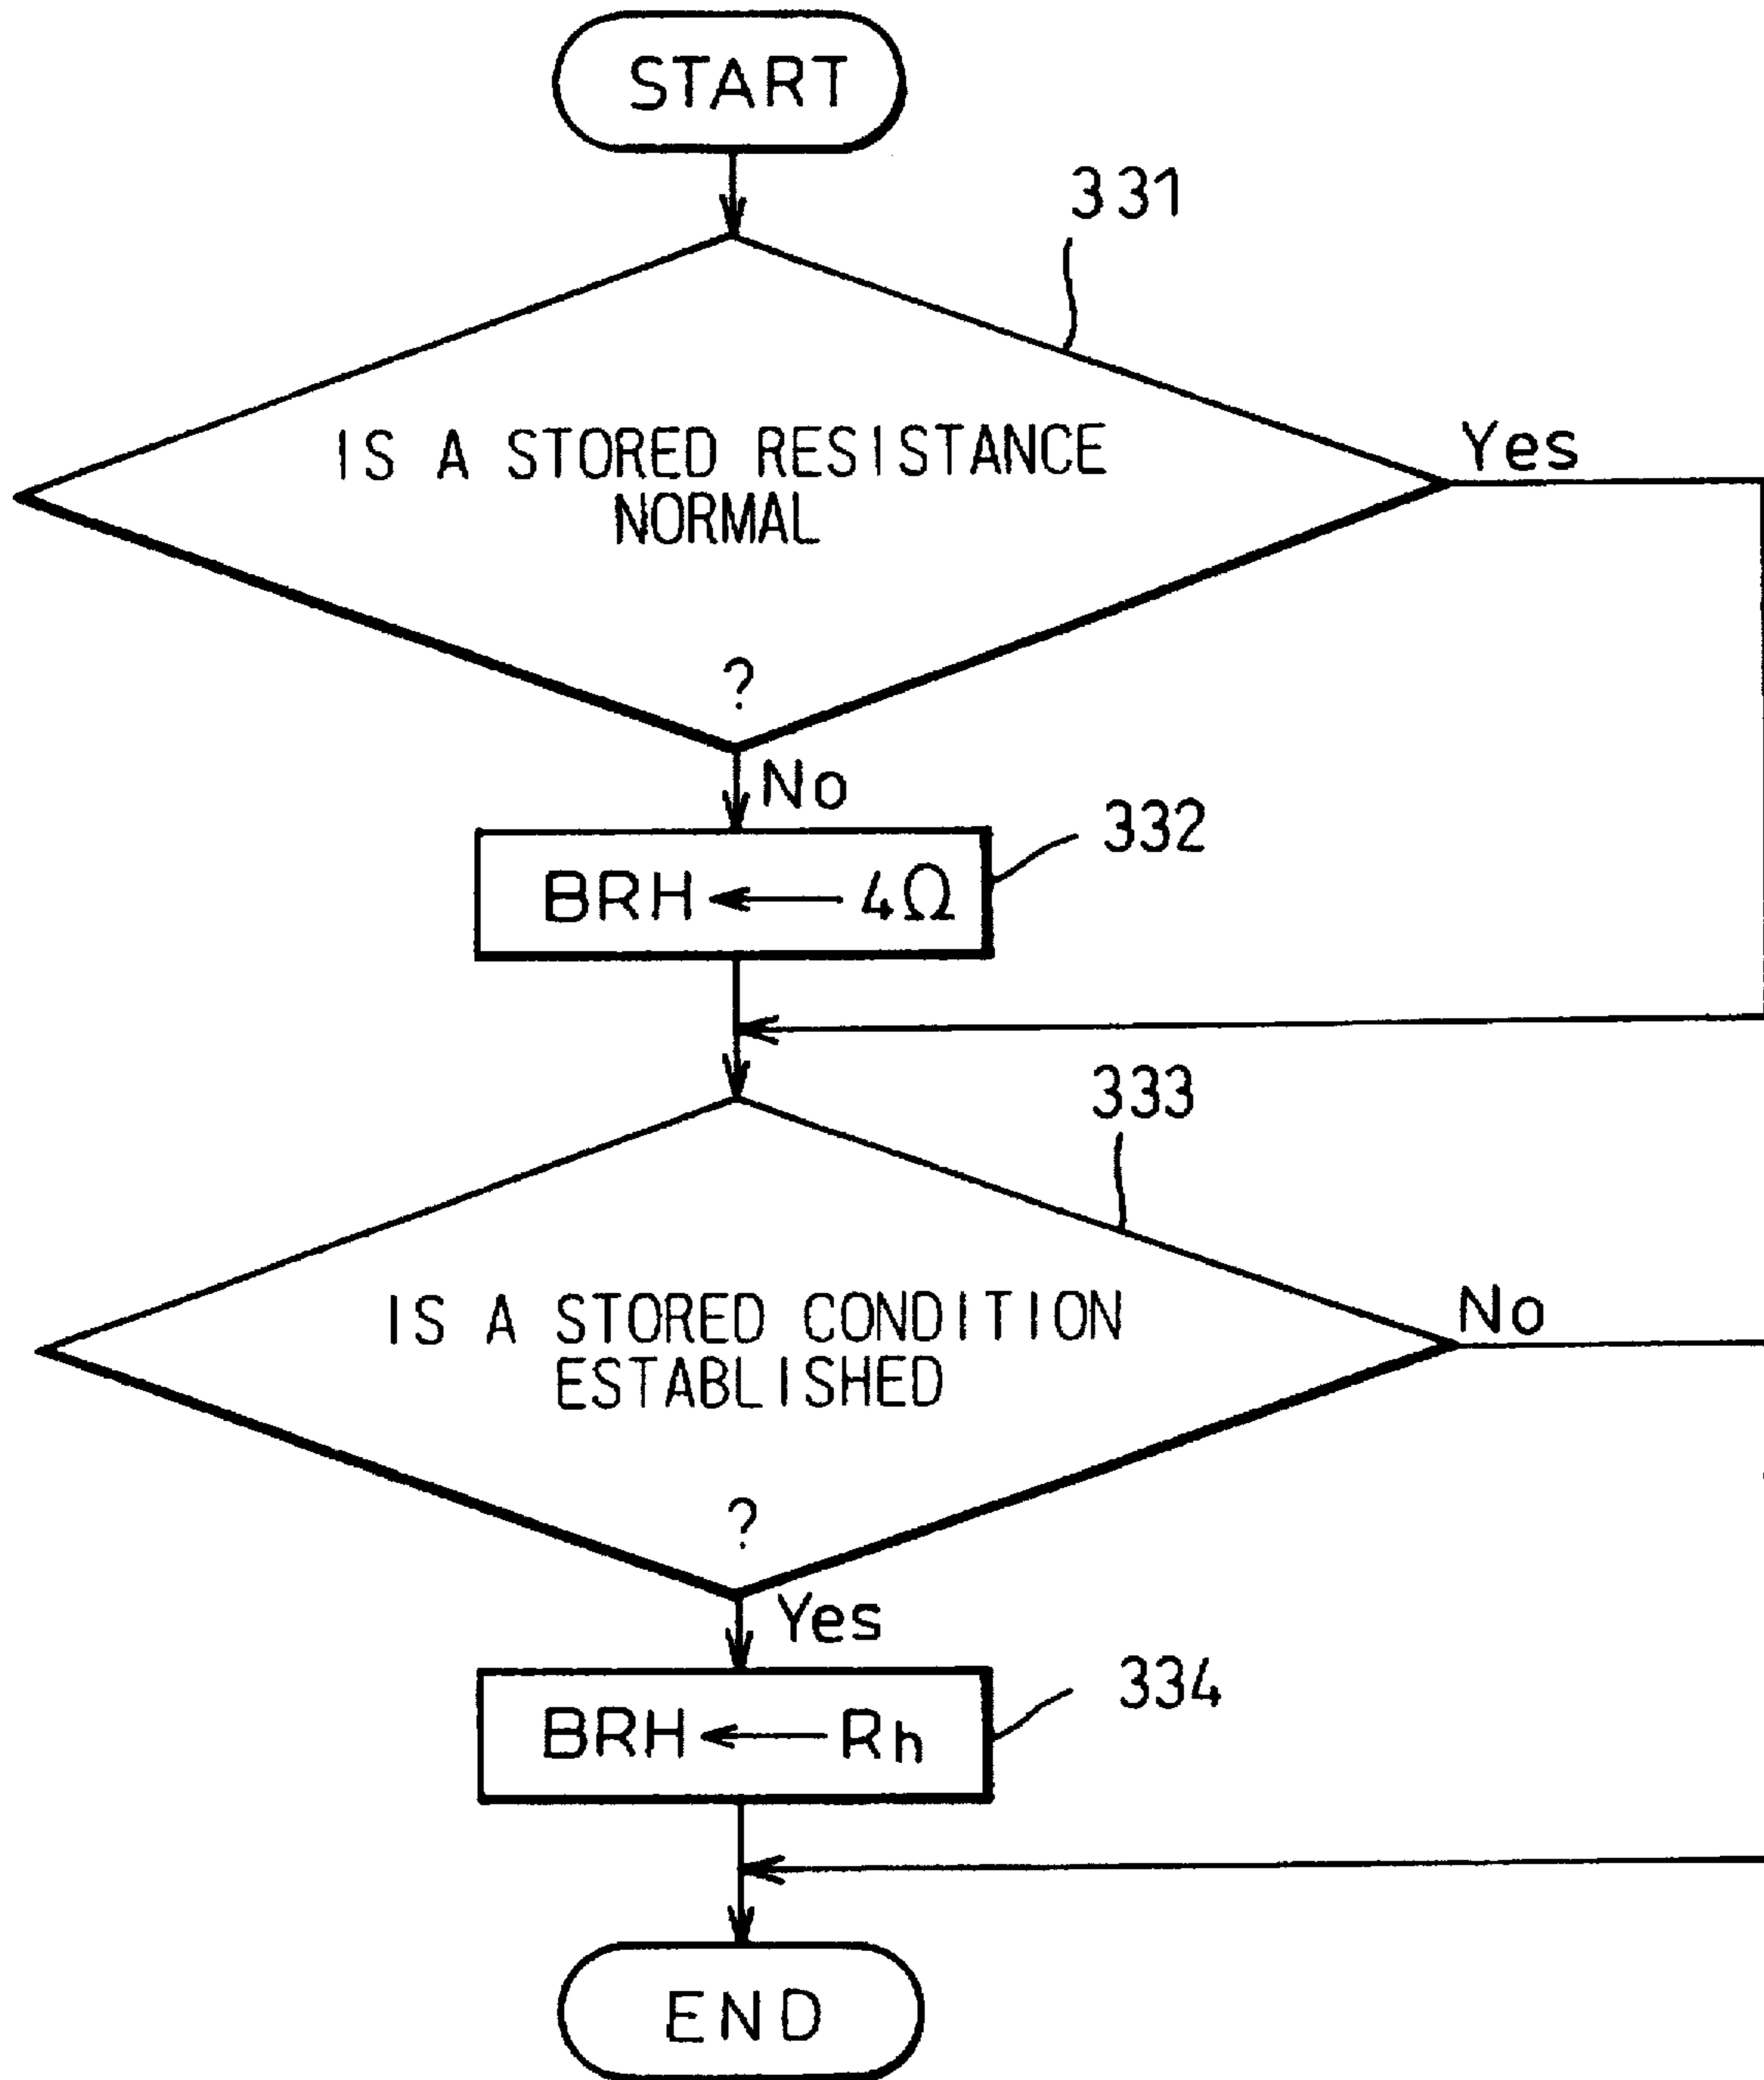 START
331
IS A STORED RESISTANCE
NORMAL
?
Yes
No
332
BRH ← 4Ω
333
IS A STORED CONDITION
ESTABLISHED
?
No
Yes
334
BRH ← Rh
END